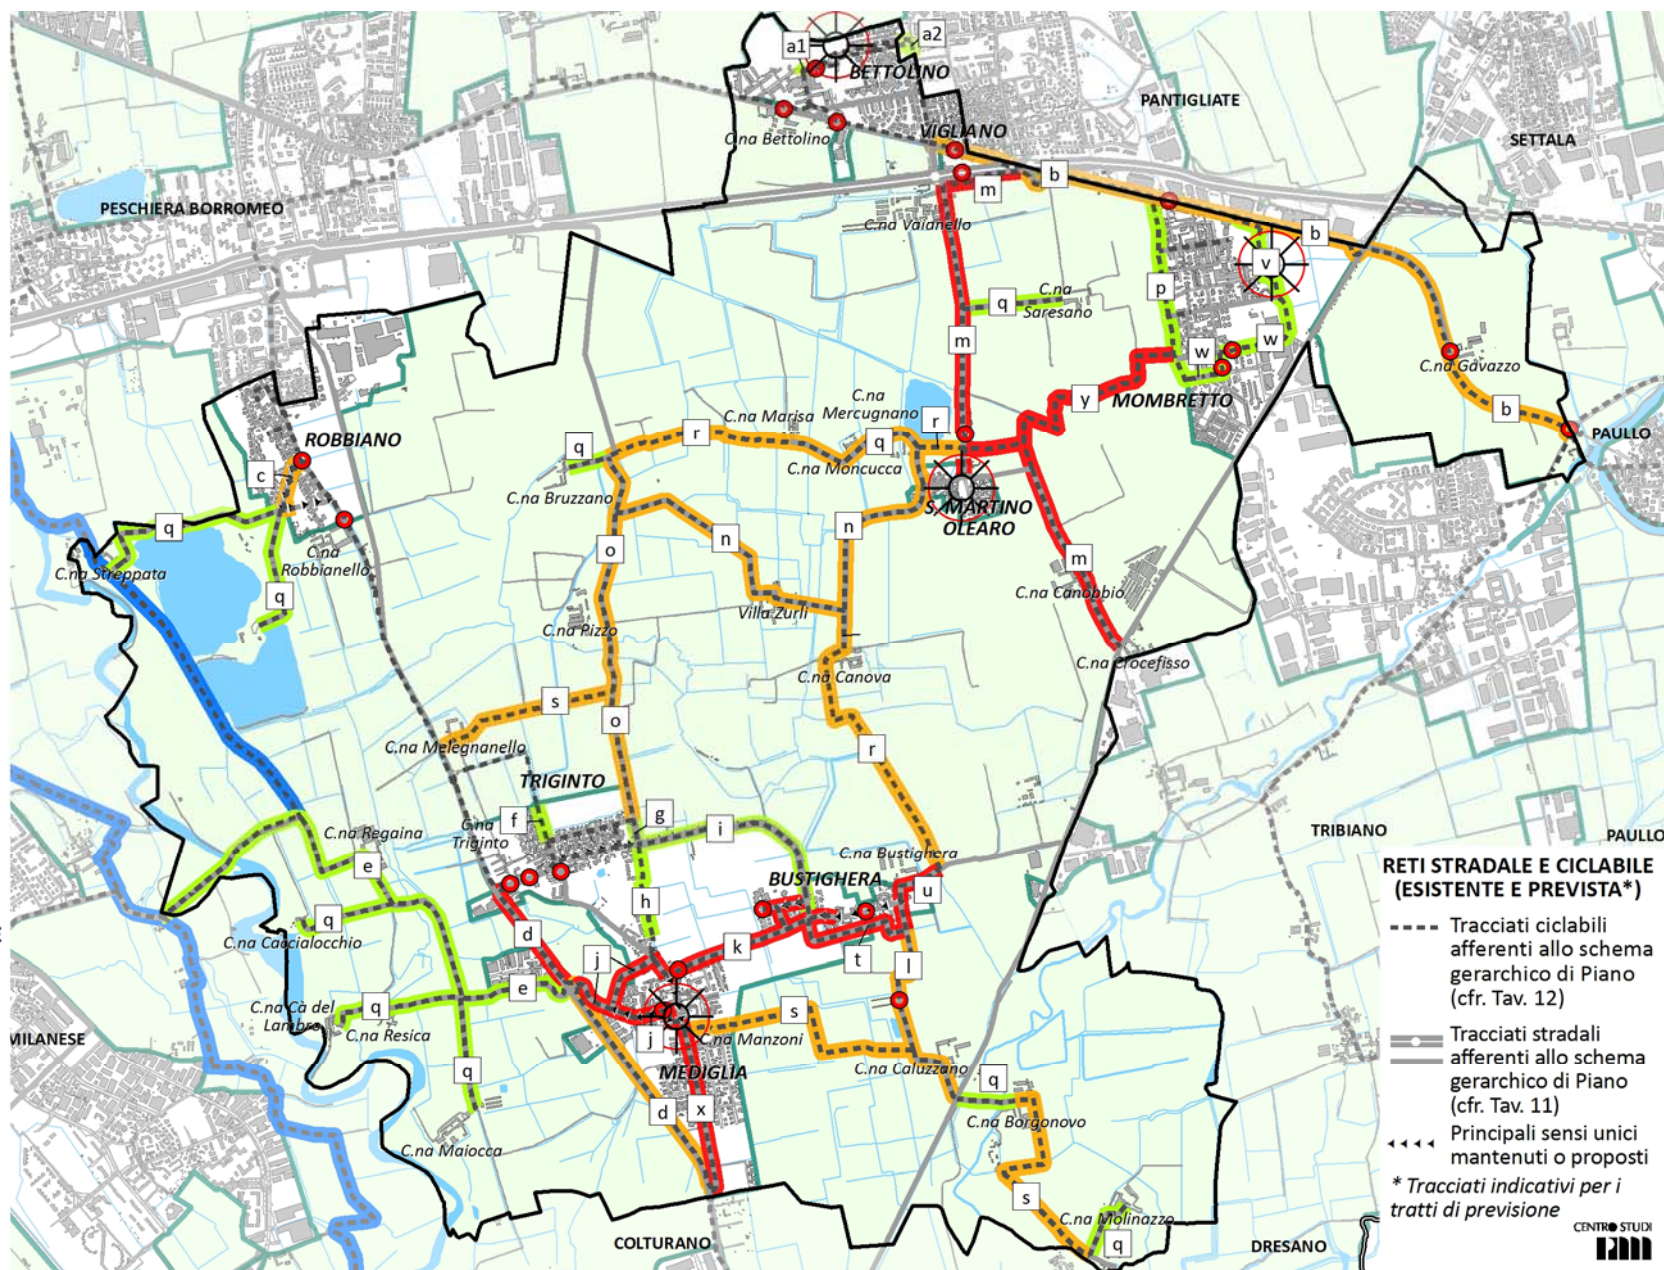 a1
a2
BETTOLINO
PANTIGLIATE
C.na Bettolino
VIGLIANO
SETTALA
m
b
PESCHIERA BORROMEO
C.na Vaianello
b
v
p
q
C.na
Saresano
m
w
w
C.na Gavazzo
y
MOMBRETTO
b
C.na
Mercugnano
C.na Marisa
r
q
r
PAULLO
ROBBIANO
q
C.na Moncucca
c
C.na Bruzzano
S. MARTINO
OLEARO
q
n
n
o
C.na
Robbianello
C.na Streppata
m
C.na Canobbio
q
Villa Zurli
C.na Pizzo
C.na Crocefisso
C.na Canova
s
o
C.na Melegnanello
r
TRIGINTO
f
g
i
C.na Regaina
C.na
Triginto
TRIBIANO
PAULLO
e
C.na Bustighera
BUSTIGHERA
u
h
q
C.na Caccialocchio
d
k
t
j
l
e
q
C.na Cà del
Lambro
C.na Resica
s
j
C.na Manzoni
MILANESE
MEDIGLIA
C.na Caluzzano
q
q
d
x
C.na Borgonovo
C.na Maiocca
s
C.na Molinazzo
q
COLTURANO
DRESANO
RETI STRADALE E CICLABILE
(ESISTENTE E PREVISTA*)
Tracciati ciclabili
afferenti allo schema
gerarchico di Piano
(cfr. Tav. 12)
Tracciati stradali
afferenti allo schema
gerarchico di Piano
(cfr. Tav. 11)
Principali sensi unici
mantenuti o proposti
* Tracciati indicativi per i
tratti di previsione
CENTRO STUDI
PIM